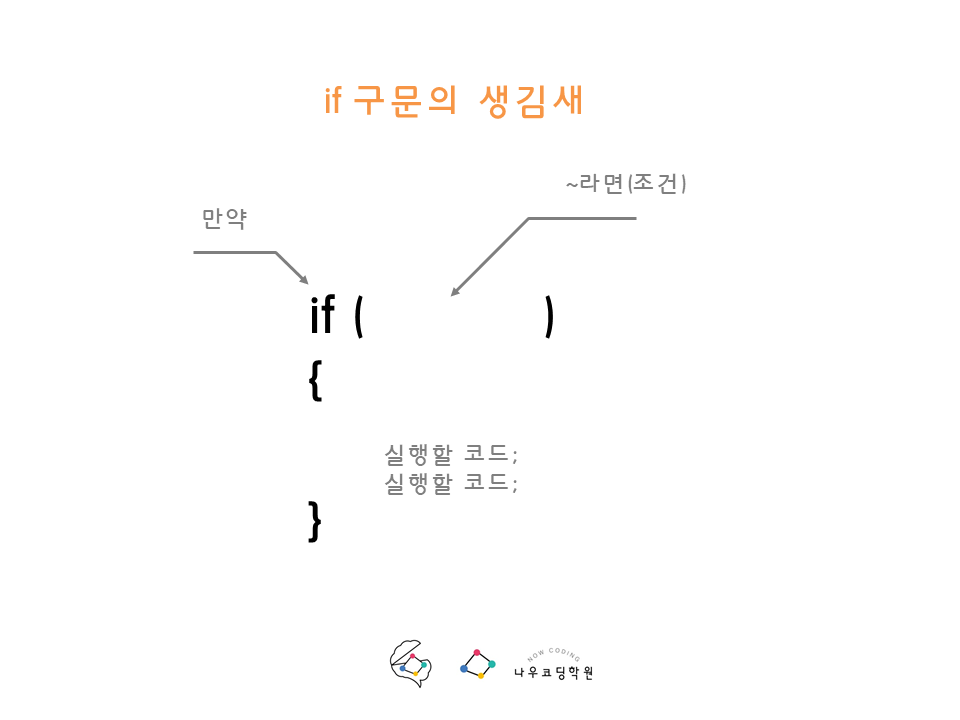 if 구문의 생김새
~라면(조건)
만약
if ( )
{
실행할 코드;
실행할 코드;
}
NOW CODING
나우코딩학원